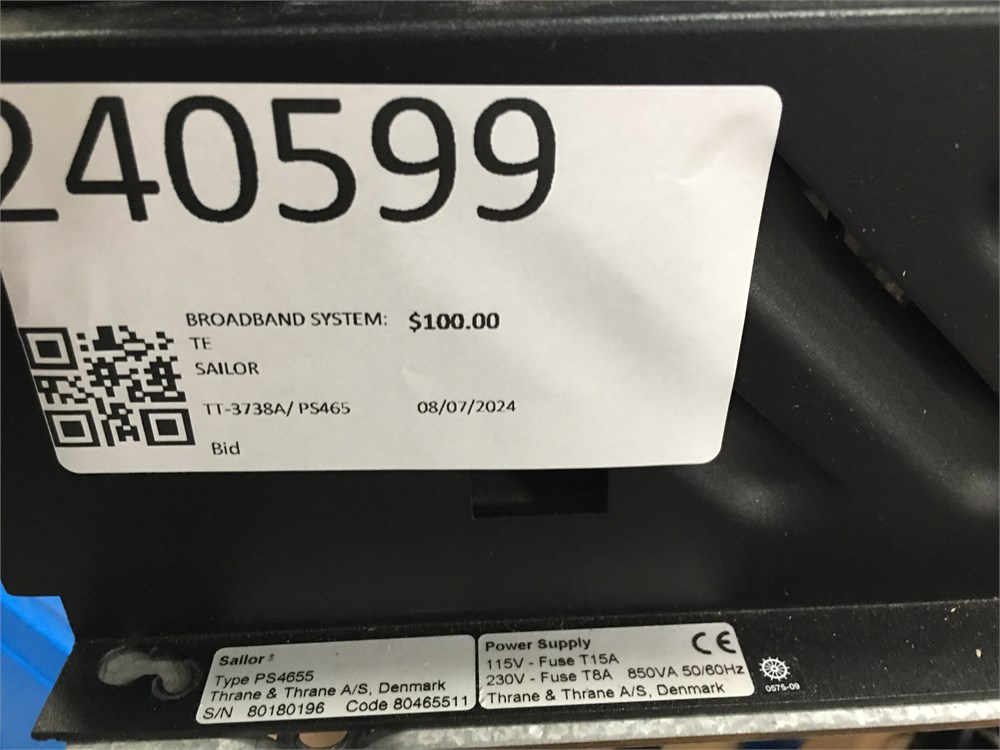 240599
BROADBAND SYSTEM: $100.00
TE
SAILOR
TT-3738A/ PS465 08/07/2024
Bid
Sailor
Type PS4655
Thrane & Thrane A/S, Denmark
S/N 80180196 Code 80465511
Power Supply CE
115V - Fuse T15A
230V - Fuse T8A 850VA 50/60Hz
Thrane & Thrane A/S, Denmark
0575-09